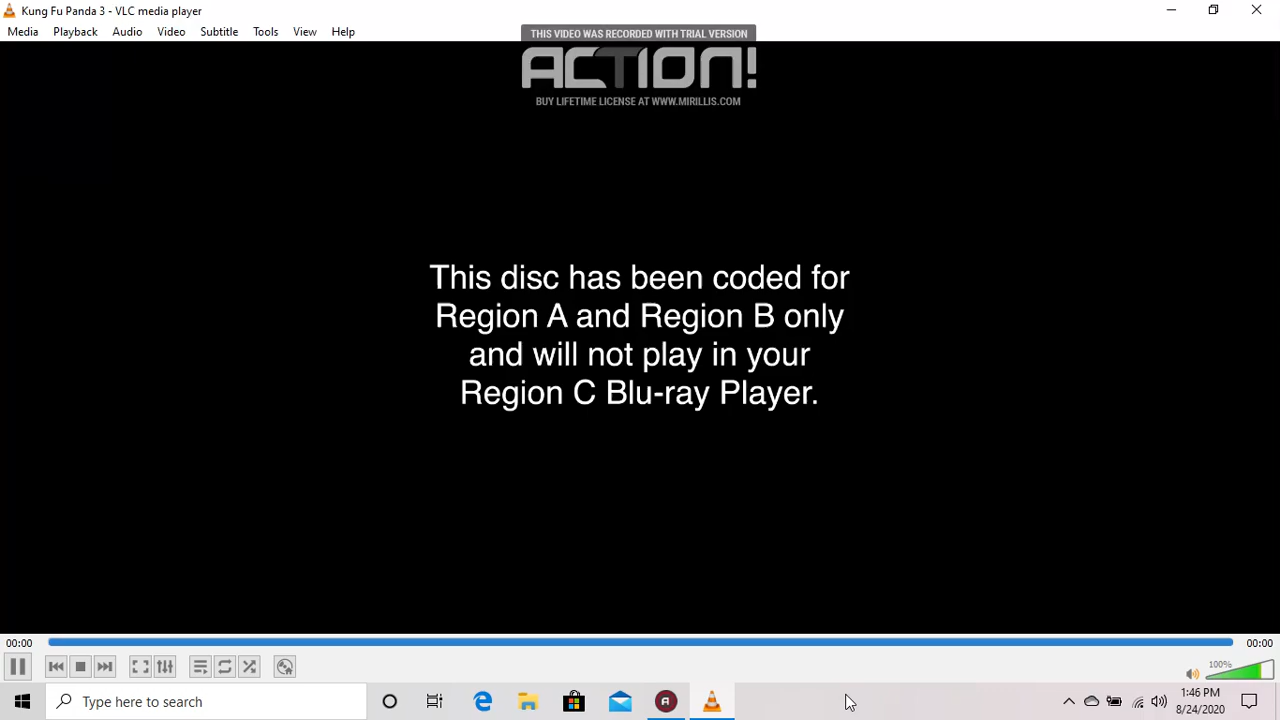 Kung Fu Panda 3 - VLC media player
Media Playback Audio Video Subtitle Tools View Help
THIS VIDEO WAS RECORDED WITH TRIAL VERSION
ACTION!
BUY LIFETIME LICENSE AT WWW.MIRILLIS.COM
This disc has been coded for
Region A and Region B only
and will not play in your
Region C Blu-ray Player.
00:00 00:00
100%
Type here to search
1:46 PM
8/24/2020